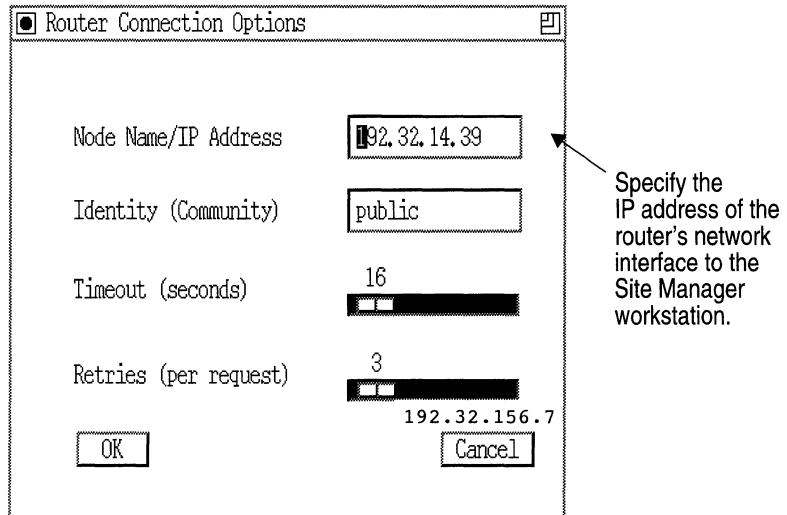 Router Connection Options
Node Name/IP Address
192.32.14.39
Specify the
IP address of the
router's network
interface to the
Site Manager
workstation.
Identity (Community)
public
Timeout (seconds)
16
Retries (per request)
3
192.32.156.7
OK
Cancel